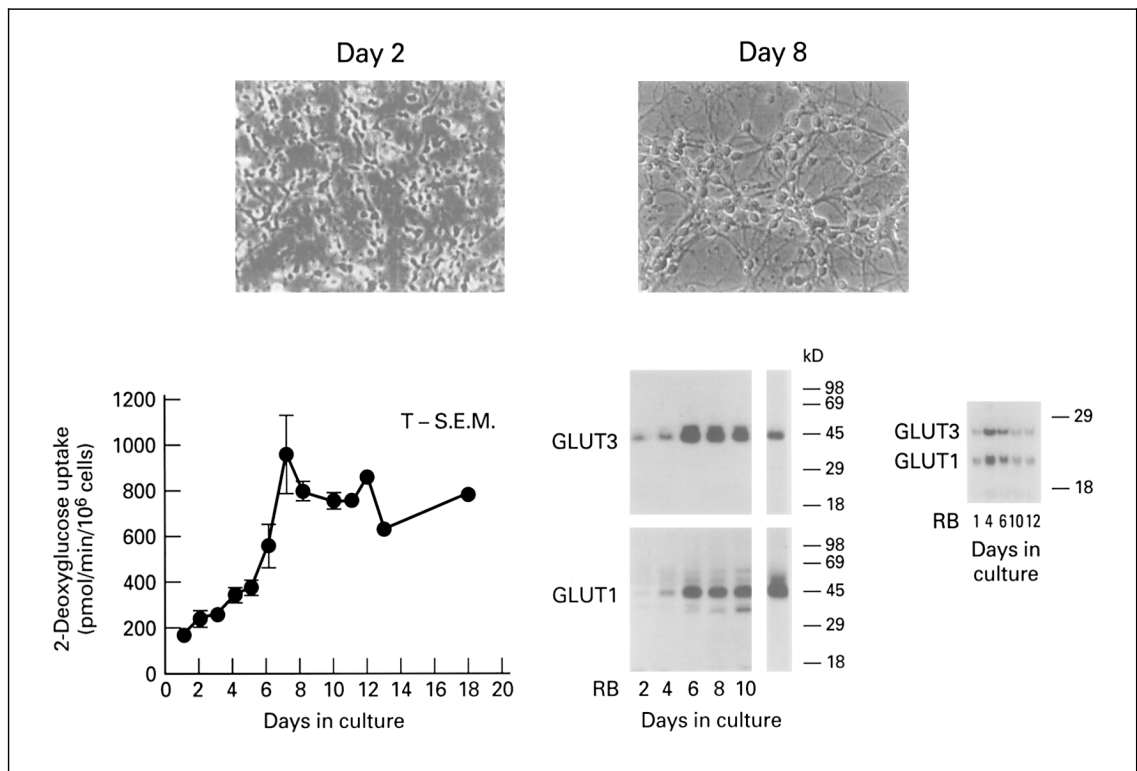 Day 2
Day 8
2-Deoxyglucose uptake
(pmol/min/10⁶ cells)
1200
1000
800
600
400
200
0
T – S.E.M.
0 2 4 6 8 10 12 14 16 18 20
Days in culture
kD
GLUT3
98
69
45
29
18
GLUT1
98
69
45
29
18
RB 2 4 6 8 10
Days in culture
GLUT3
GLUT1
29
18
RB 1 4 6 10 12
Days in
culture